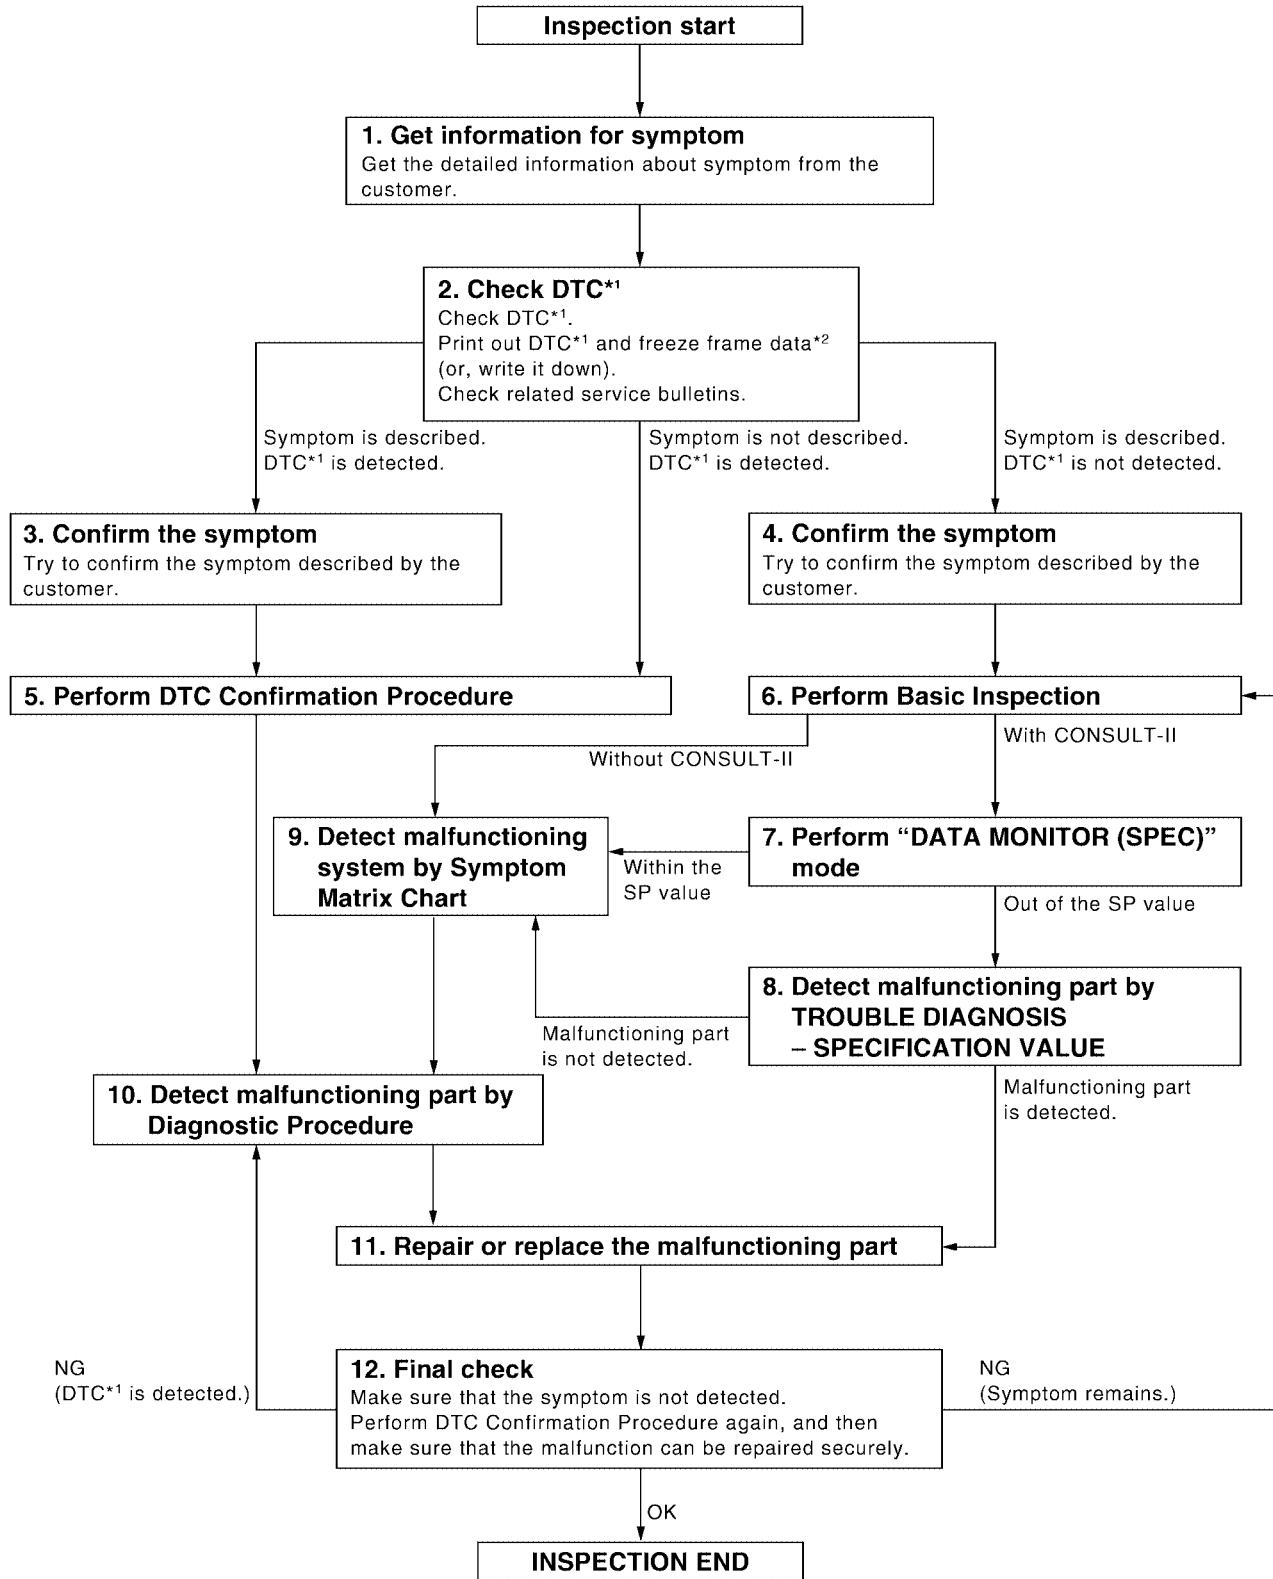 Inspection start
1. Get information for symptom
Get the detailed information about symptom from the
customer.
2. Check DTC*1
Check DTC*1.
Print out DTC*1 and freeze frame data*2
(or, write it down).
Check related service bulletins.
Symptom is described.
DTC*1 is detected.
Symptom is not described.
DTC*1 is detected.
Symptom is described.
DTC*1 is not detected.
3. Confirm the symptom
Try to confirm the symptom described by the
customer.
4. Confirm the symptom
Try to confirm the symptom described by the
customer.
5. Perform DTC Confirmation Procedure
6. Perform Basic Inspection
Without CONSULT-II
With CONSULT-II
9. Detect malfunctioning
system by Symptom
Matrix Chart
Within the
SP value
7. Perform “DATA MONITOR (SPEC)”
mode
Out of the SP value
8. Detect malfunctioning part by
TROUBLE DIAGNOSIS
– SPECIFICATION VALUE
Malfunctioning part
is not detected.
Malfunctioning part
is detected.
10. Detect malfunctioning part by
Diagnostic Procedure
11. Repair or replace the malfunctioning part
NG
(DTC*1 is detected.)
12. Final check
Make sure that the symptom is not detected.
Perform DTC Confirmation Procedure again, and then
make sure that the malfunction can be repaired securely.
NG
(Symptom remains.)
OK
INSPECTION END